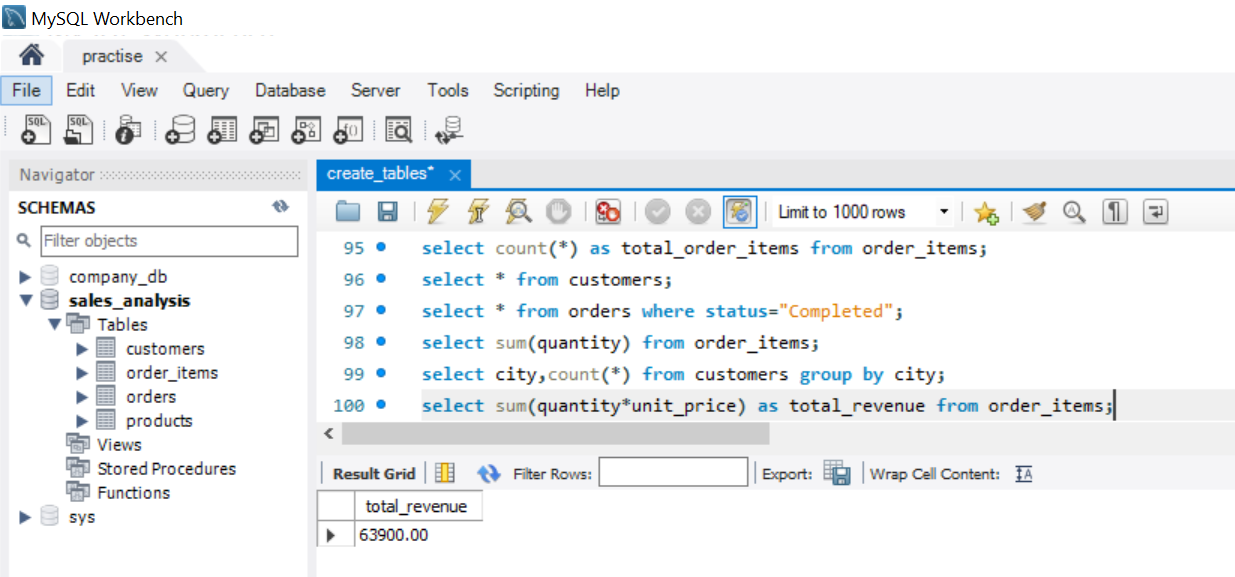 MySQL Workbench
practise
File Edit View Query Database Server Tools Scripting Help
SQL SQL
Navigator
SCHEMAS
Filter objects
company_db
sales_analysis
Tables
customers
order_items
orders
products
Views
Stored Procedures
Functions
sys
create_tables*
Limit to 1000 rows
95 select count(*) as total_order_items from order_items;
96 select * from customers;
97 select * from orders where status="Completed";
98 select sum(quantity) from order_items;
99 select city,count(*) from customers group by city;
100 select sum(quantity*unit_price) as total_revenue from order_items;
Result Grid Filter Rows: Export: Wrap Cell Content:
total_revenue
63900.00